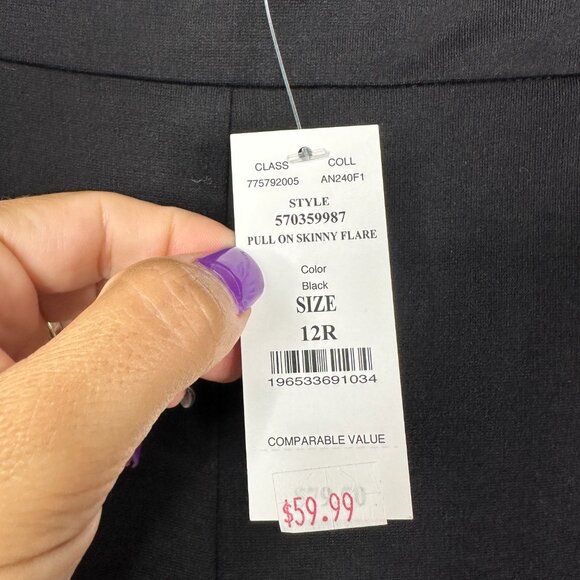 CLASS COLL
775792005 AN240F1
STYLE
570359987
PULL ON SKINNY FLARE
Color
Black
SIZE
12R
196533691034
COMPARABLE VALUE
$59.99